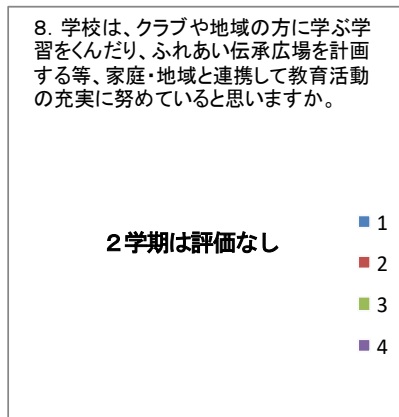 ８．学校は、クラブや地域の方に学ぶ学
習をくんだり、ふれあい伝承広場を計画
する等、家庭・地域と連携して教育活動
の充実に努めていると思いますか。
２学期は評価なし
1
2
3
4